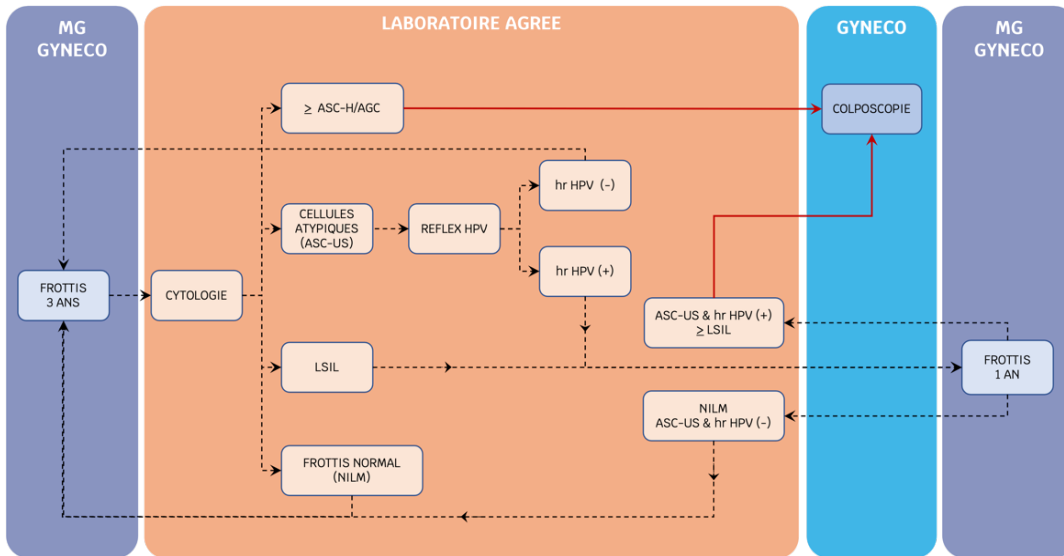 MG
GYNECO
LABORATOIRE AGREE
GYNECO
MG
GYNECO
≥ ASC-H/AGC
COLPOSCOPIE
hr HPV (-)
CELLULES
ATYPIQUES
(ASC-US)
REFLEX HPV
hr HPV (+)
FROTTIS
3 ANS
CYTOLOGIE
ASC-US & hr HPV (+)
≥ LSIL
LSIL
FROTTIS
1 AN
NILM
ASC-US & hr HPV (-)
FROTTIS NORMAL
(NILM)